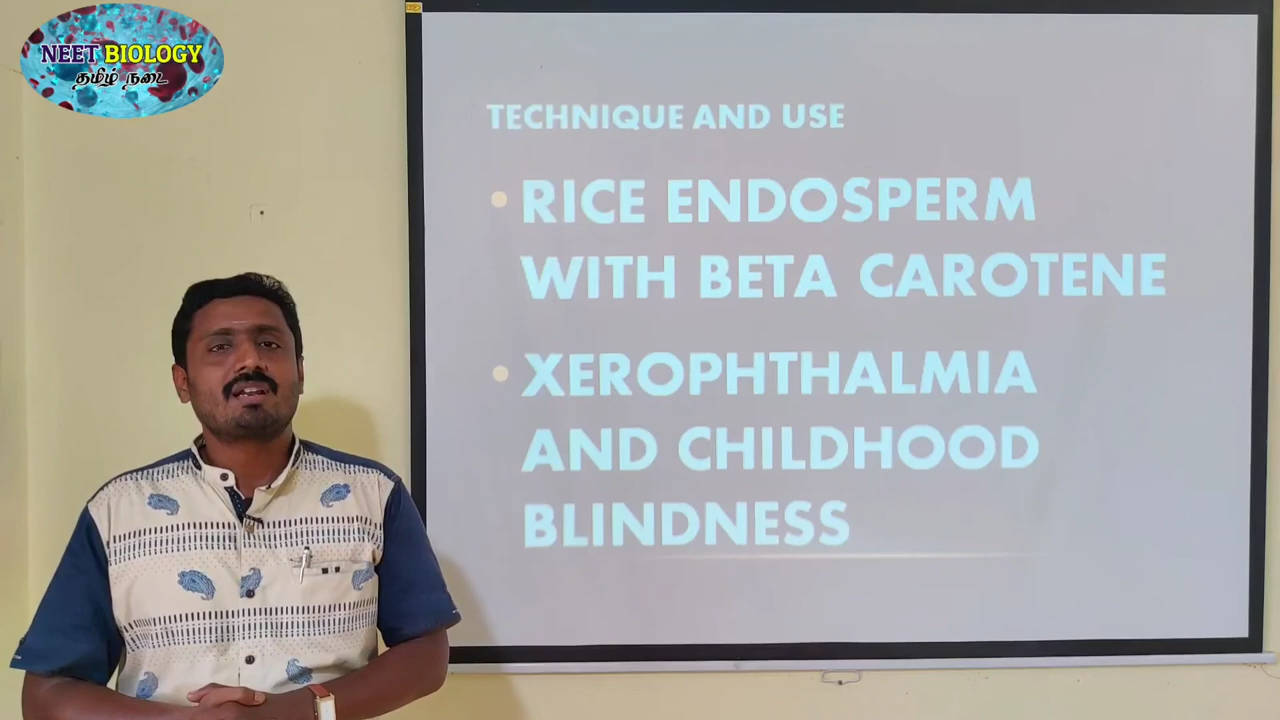 NEET BIOLOGY
தமிழ் நடை
TECHNIQUE AND USE
• RICE ENDOSPERM
WITH BETA CAROTENE
• XEROPHTHALMIA
AND CHILDHOOD
BLINDNESS